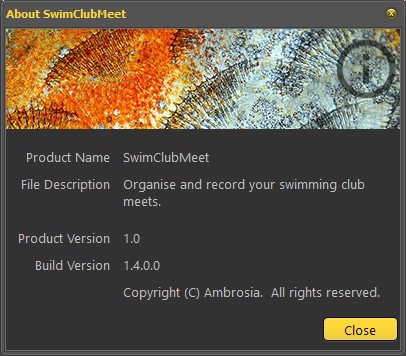 About SwimClubMeet
Product Name SwimClubMeet
File Description Organise and record your swimming club
meets.
Product Version 1.0
Build Version 1.4.0.0
Copyright (C) Ambrosia.  All rights reserved.
Close